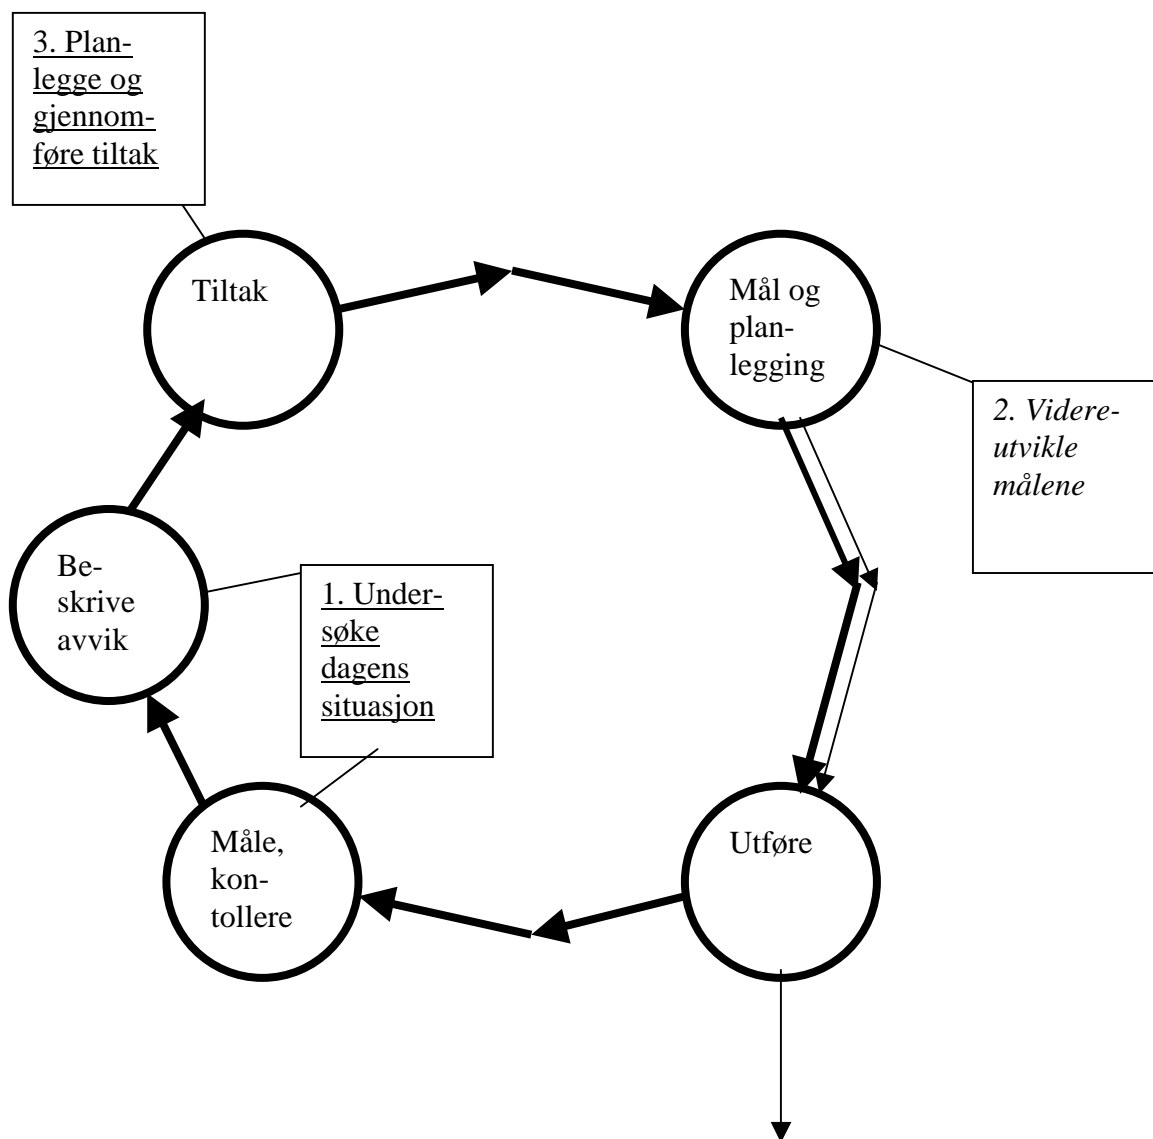 3. Plan-
legge og
gjennom-
føre tiltak
Tiltak
Mål og
plan-
legging
2. Videre-
utvikle
målene
Be-
skrive
avvik
1. Under-
søke
dagens
situasjon
Måle,
kon-
tollere
Utføre